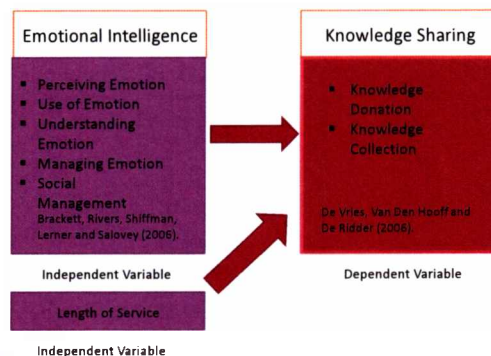 Emotional Intelligence
Perceiving Emotion
Use of Emotion
Understanding
Emotion
Managing Emotion
Social
Management
Brackett, Rivers, Shiffman,
Lerner and Salovey (2006).
Independent Variable
Length of Service
Independent Variable
Knowledge Sharing
Knowledge
Donation
Knowledge
Collection
De Vries, Van Den Hooff and
De Ridder (2006).
Dependent Variable